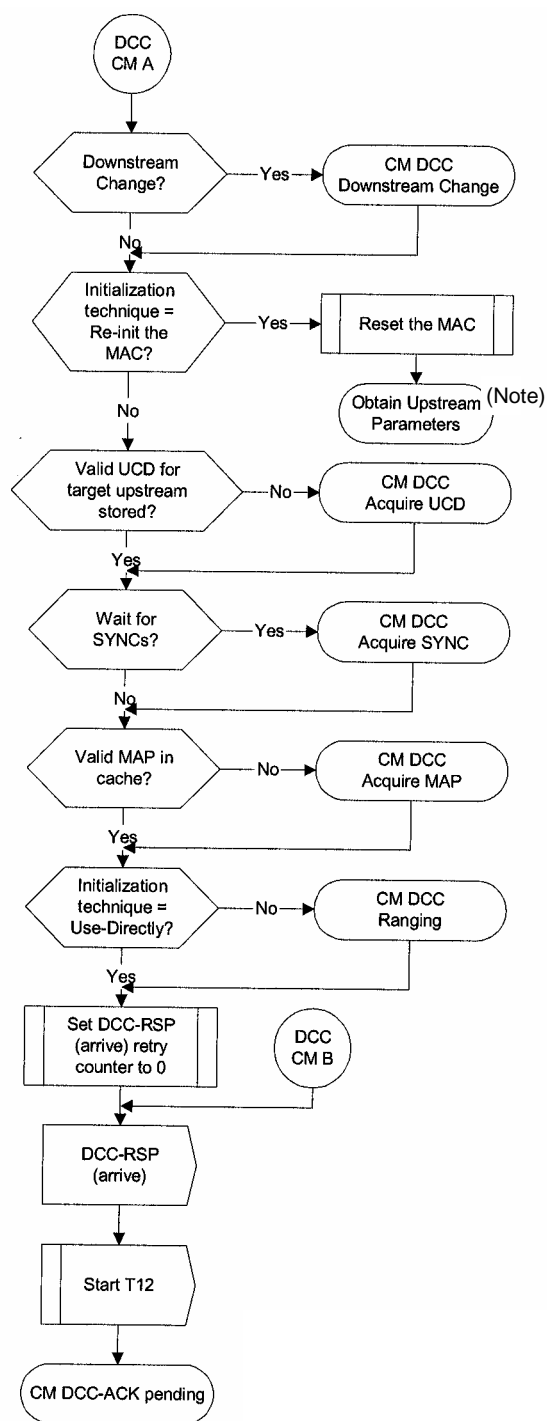 DCC
CM A
Downstream
Change?
Yes
CM DCC
Downstream Change
No
Initialization
technique =
Re-init the
MAC?
Yes
Reset the MAC
No
Obtain Upstream
Parameters
(Note)
Valid UCD for
target upstream
stored?
No
CM DCC
Acquire UCD
Yes
Wait for
SYNCs?
Yes
CM DCC
Acquire SYNC
No
Valid MAP in
cache?
No
CM DCC
Acquire MAP
Yes
Initialization
technique =
Use-Directly?
No
CM DCC
Ranging
Yes
Set DCC-RSP
(arrive) retry
counter to 0
DCC
CM B
DCC-RSP
(arrive)
Start T12
CM DCC-ACK pending